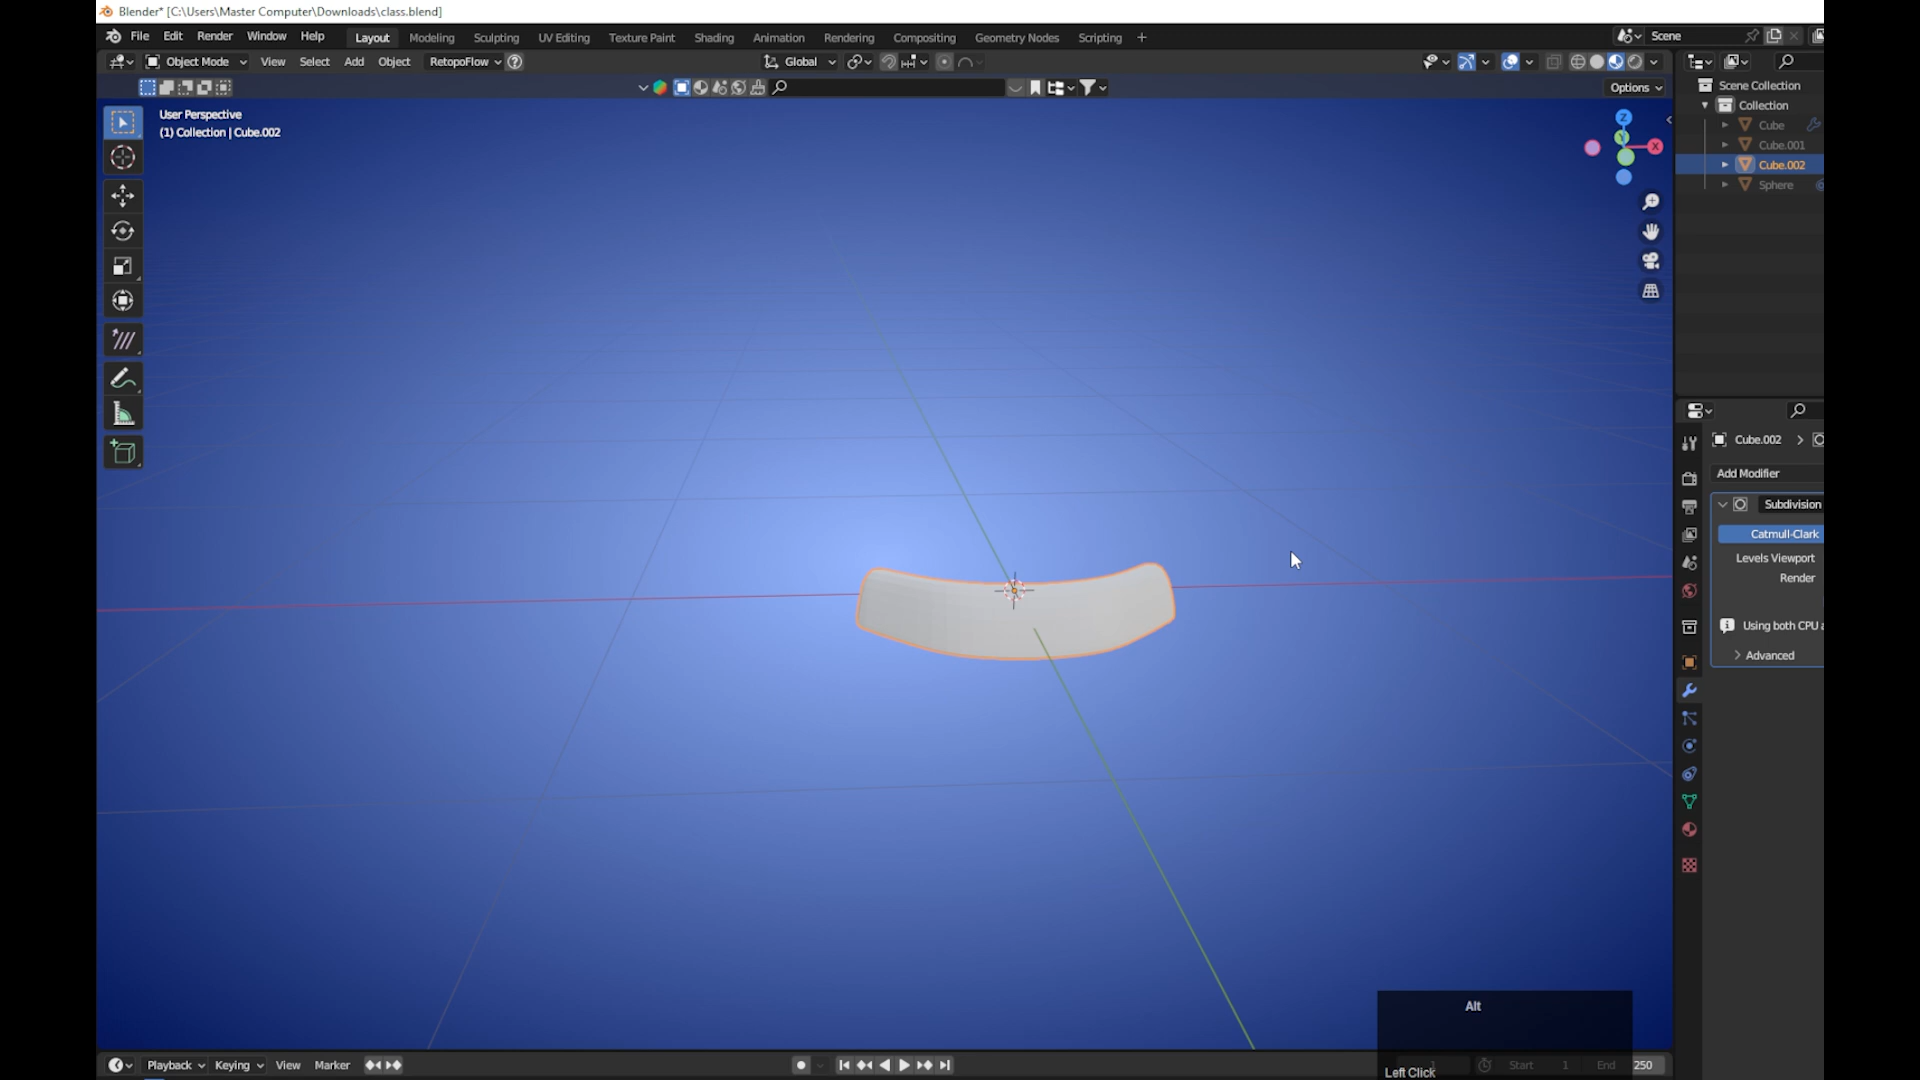 Blender* [C:\Users\Master Computer\Downloads\class.blend]
File Edit Render Window Help Layout Modeling Sculpting UV Editing Texture Paint Shading Animation Rendering Compositing Geometry Nodes Scripting + Scene
Object Mode View Select Add Object RetopoFlow Global
Options
User Perspective
(1) Collection | Cube.002
Z
Y
X
Scene Collection
Collection
Cube
Cube.001
Cube.002
Sphere
Cube.002
Add Modifier
Subdivision
Catmull-Clark
Levels Viewport
Render
Using both CPU a
Advanced
Alt
Left Click
Playback Keying View Marker 1 Start 1 End 250